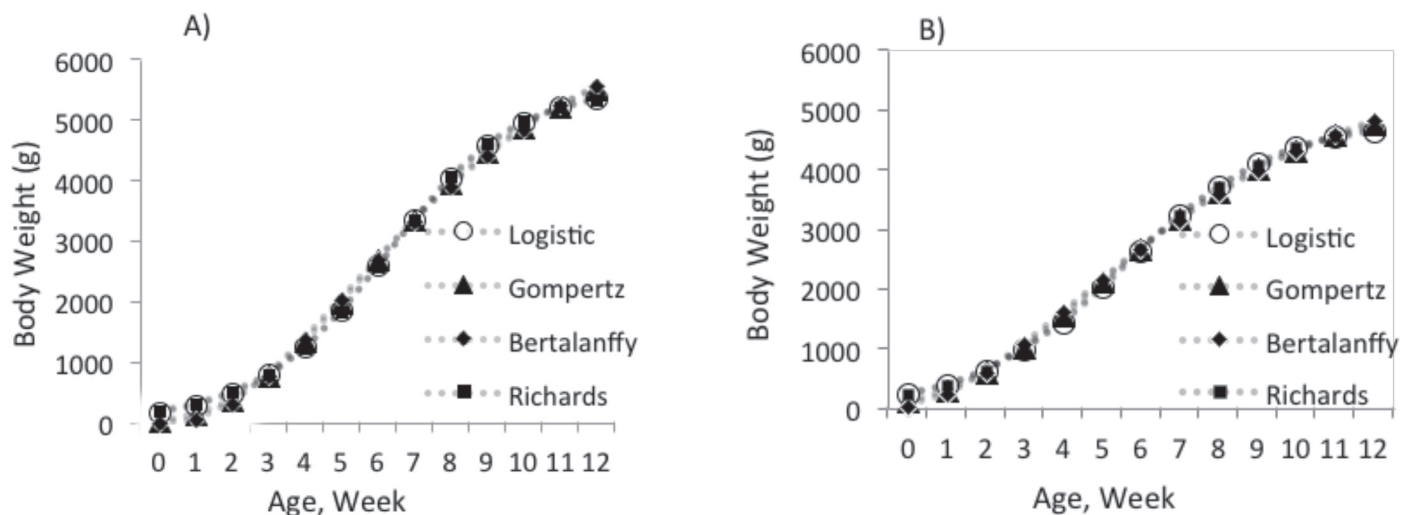 A)
6000
5000
4000
3000
2000
1000
0
Body Weight (g)
Logistic
Gompertz
Bertalanffy
Richards
0 1 2 3 4 5 6 7 8 9 10 11 12
Age, Week
B)
6000
5000
4000
3000
2000
1000
0
Body Weight (g)
Logistic
Gompertz
Bertalanffy
Richards
0 1 2 3 4 5 6 7 8 9 10 11 12
Age, Week